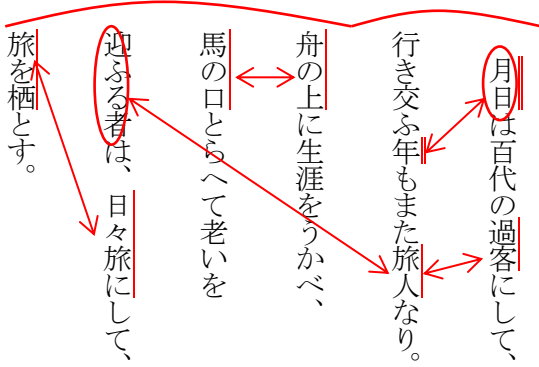 月日は百代の過客にして、
行き交ふ年もまた旅人なり。
舟の上に生涯をうかべ、
馬の口とらへて老いを
迎ふる者は、日々旅にして、
旅を栖とす。